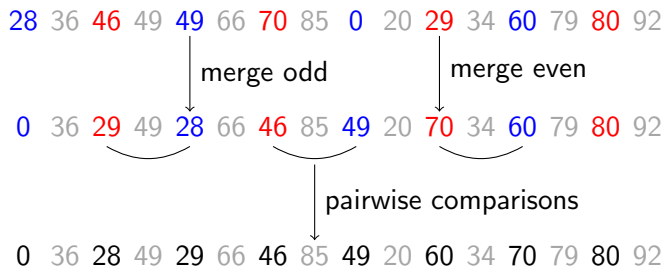 28 36 46 49 49 66 70 85 0 20 29 34 60 79 80 92
merge odd
merge even
0 36 29 49 28 66 46 85 49 20 70 34 60 79 80 92
pairwise comparisons
0 36 28 49 29 66 46 85 49 20 60 34 70 79 80 92